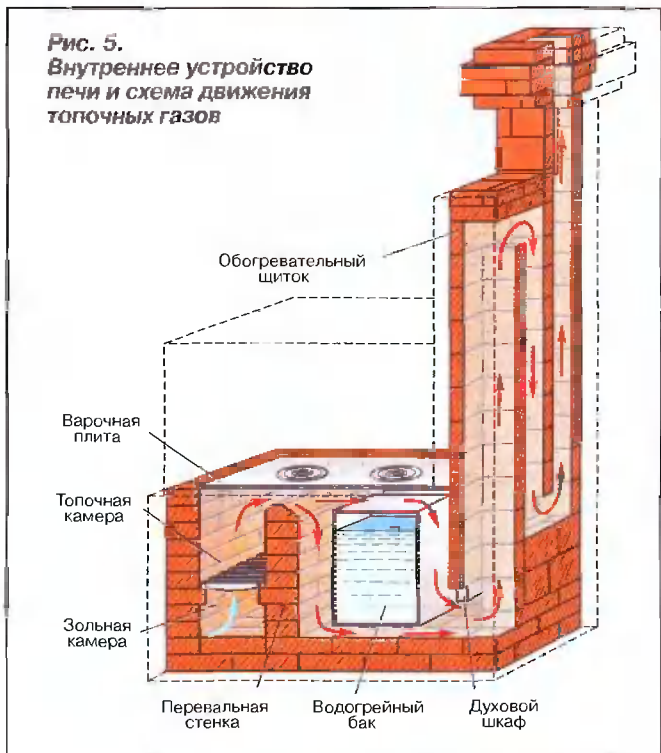 Рис. 5.
Внутреннее устройство
печи и схема движения
топочных газов
Обогревательный
щиток
Варочная
плита
Топочная
камера
Зольная
камера
Перевальная
стенка
Водогрейный
бак
Духовой
шкаф